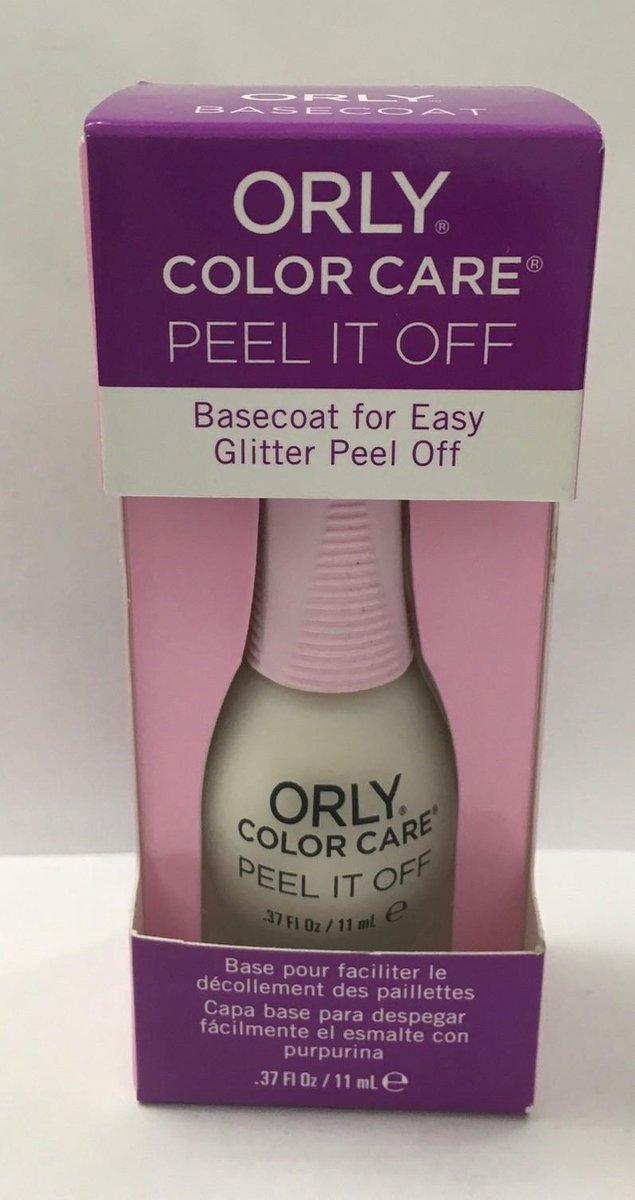 ORLY
BASECOAT
ORLY®
COLOR CARE®
PEEL IT OFF
Basecoat for Easy
Glitter Peel Off
ORLY®
COLOR CARE®
PEEL IT OFF
.37 Fl Oz / 11 mL ℮
Base pour faciliter le
décollement des paillettes
Capa base para despegar
fácilmente el esmalte con
purpurina
.37 Fl Oz / 11 mL ℮